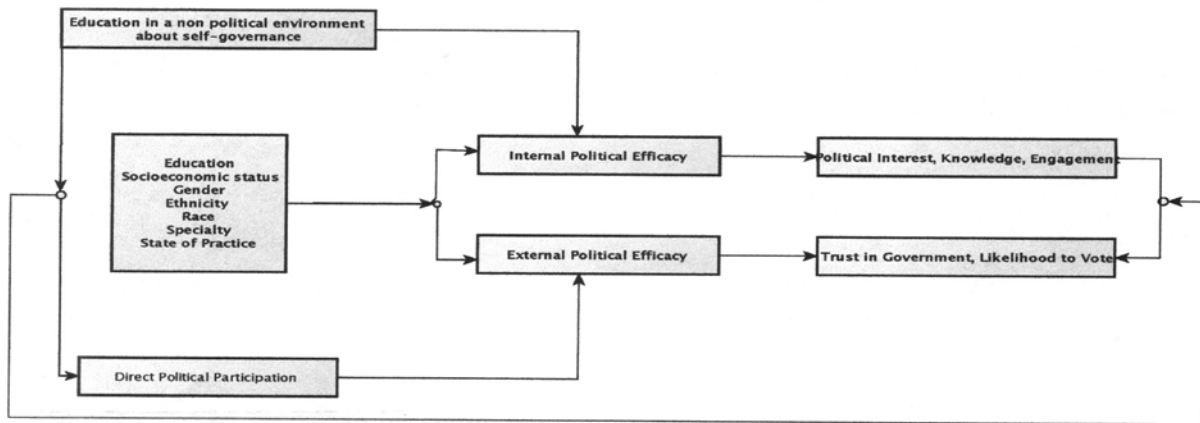 Education in a non political environment
about self-governance
Education
Socioeconomic status
Gender
Ethnicity
Race
Specialty
State of Practice
Internal Political Efficacy
Political Interest, Knowledge, Engagement
External Political Efficacy
Trust in Government, Likelihood to Vote
Direct Political Participation